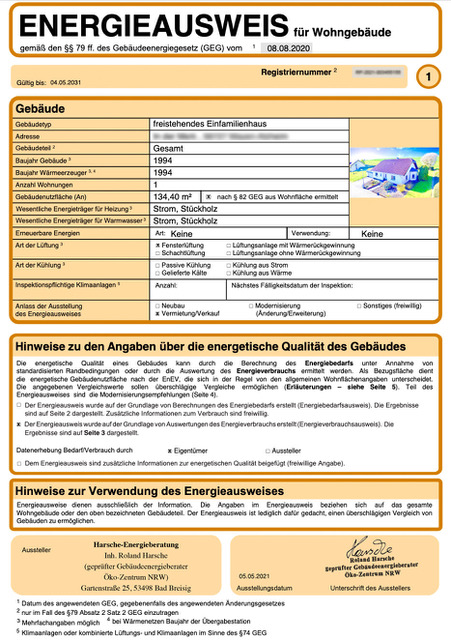 ENERGIEAUSWEIS für Wohngebäude
gemäß den §§ 79 ff. des Gebäudeenergiegesetz (GEG) vom 1 08.08.2020
Registriernummer 2
Gültig bis: 04.05.2031
1
Gebäude
Gebäudetyp freistehendes Einfamilienhaus
Adresse
Gebäudeteil 2 Gesamt
Baujahr Gebäude 3 1994
Baujahr Wärmeerzeuger 3, 4 1994
Anzahl Wohnungen 1
Gebäudenutzfläche (An) 134,40 m² x nach § 82 GEG aus Wohnfläche ermittelt
Wesentliche Energieträger für Heizung 3 Strom, Stückholz
Wesentliche Energieträger für Warmwasser 3 Strom, Stückholz
Erneuerbare Energien Art: Keine Verwendung: Keine
Art der Lüftung 3 x Fensterlüftung □ Lüftungsanlage mit Wärmerückgewinnung
□ Schachtlüftung □ Lüftungsanlage ohne Wärmerückgewinnung
Art der Kühlung 3 □ Passive Kühlung □ Kühlung aus Strom
□ Gelieferte Kälte □ Kühlung aus Wärme
Inspektionspflichtige Klimaanlagen 5 Anzahl: Nächstes Fälligkeitsdatum der Inspektion:
Anlass der Ausstellung des Energieausweises □ Neubau □ Modernisierung □ Sonstiges (freiwillig)
x Vermietung/Verkauf (Änderung/Erweiterung)
Hinweise zu den Angaben über die energetische Qualität des Gebäudes
Die energetische Qualität eines Gebäudes kann durch die Berechnung des Energiebedarfs unter Annahme von
standardisierten Randbedingungen oder durch die Auswertung des Energieverbrauchs ermittelt werden. Als Bezugsfläche dient
die energetische Gebäudenutzfläche nach der EnEV, die sich in der Regel von den allgemeinen Wohnflächenangaben unterscheidet.
Die angegebenen Vergleichswerte sollen überschlägige Vergleiche ermöglichen (Erläuterungen – siehe Seite 5). Teil des
Energieausweises sind die Modernisierungsempfehlungen (Seite 4).
□ Der Energieausweis wurde auf der Grundlage von Berechnungen des Energiebedarfs erstellt (Energiebedarfsausweis). Die Ergebnisse
sind auf Seite 2 dargestellt. Zusätzliche Informationen zum Verbrauch sind freiwillig.
x Der Energieausweis wurde auf der Grundlage von Auswertungen des Energieverbrauchs erstellt (Energieverbrauchsausweis). Die
Ergebnisse sind auf Seite 3 dargestellt.
Datenerhebung Bedarf/Verbrauch durch x Eigentümer □ Aussteller
□ Dem Energieausweis sind zusätzliche Informationen zur energetischen Qualität beigefügt (freiwillige Angabe).
Hinweise zur Verwendung des Energieausweises
Energieausweise dienen ausschließlich der Information. Die Angaben im Energieausweis beziehen sich auf das gesamte
Wohngebäude oder den oben bezeichneten Gebäudeteil. Der Energieausweis ist lediglich dafür gedacht, einen überschlägigen Vergleich von
Gebäuden zu ermöglichen.
Aussteller
Harsche-Energieberatung
Inh. Roland Harsche
(geprüfter Gebäudeenergieberater
Öko-Zentrum NRW)
Gartenstraße 25, 53498 Bad Breisig
05.05.2021
Ausstellungsdatum
Roland Harsche
geprüfter Gebäudeenergieberater
Öko-Zentrum NRW)
Unterschrift des Ausstellers
1 Datum des angewendeten GEG, gegebenenfalls des angewendeten Änderungsgesetzes
2 nur im Fall des §79 Absatz 2 Satz 2 GEG einzutragen
3 Mehrfachangaben möglich 4 bei Wärmenetzen Baujahr der Übergabestation
5 Klimaanlagen oder kombinierte Lüftungs- und Klimaanlagen im Sinne des §74 GEG